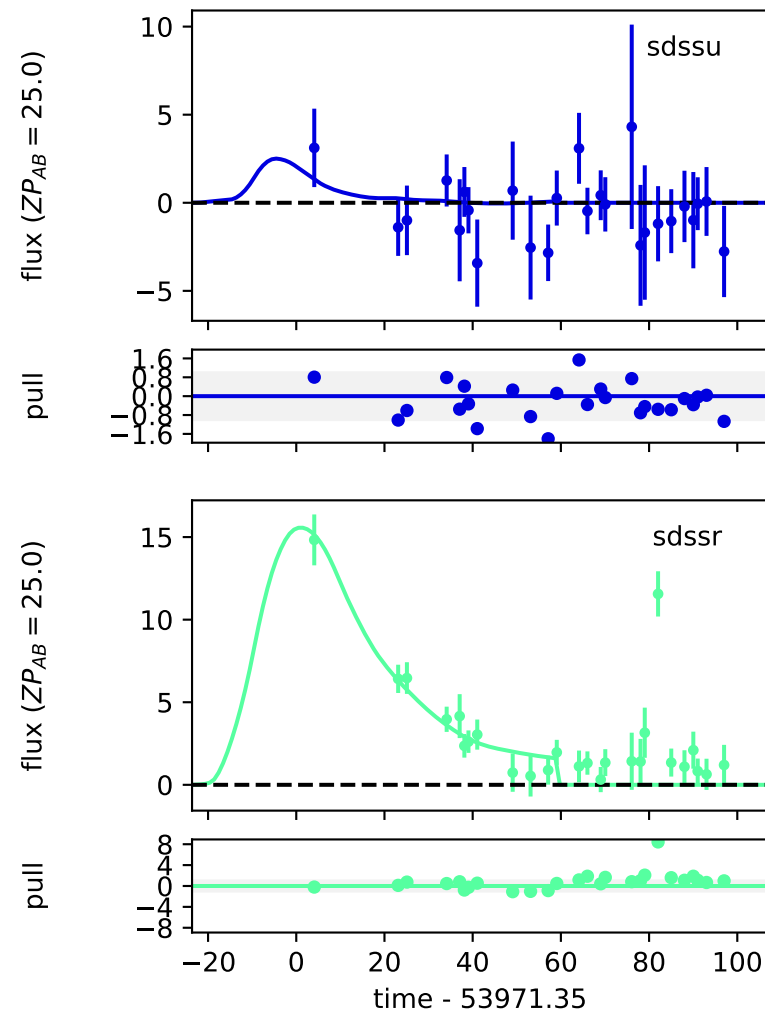 10
5
0
−5
flux (ZP_AB = 25.0)
sdssu
1.6
0.8
0.0
−0.8
−1.6
pull
15
10
5
0
flux (ZP_AB = 25.0)
sdssr
8
4
0
−4
−8
pull
−20 0 20 40 60 80 100
time - 53971.35